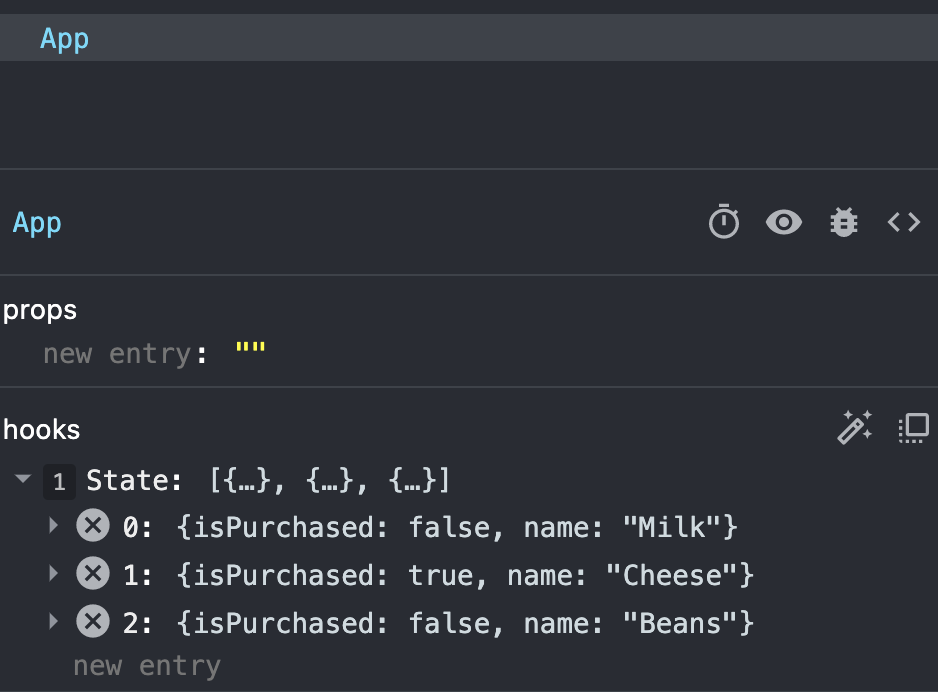 App
App
props
new entry: ""
hooks
1 State: [{…}, {…}, {…}]
0: {isPurchased: false, name: "Milk"}
1: {isPurchased: true, name: "Cheese"}
2: {isPurchased: false, name: "Beans"}
new entry